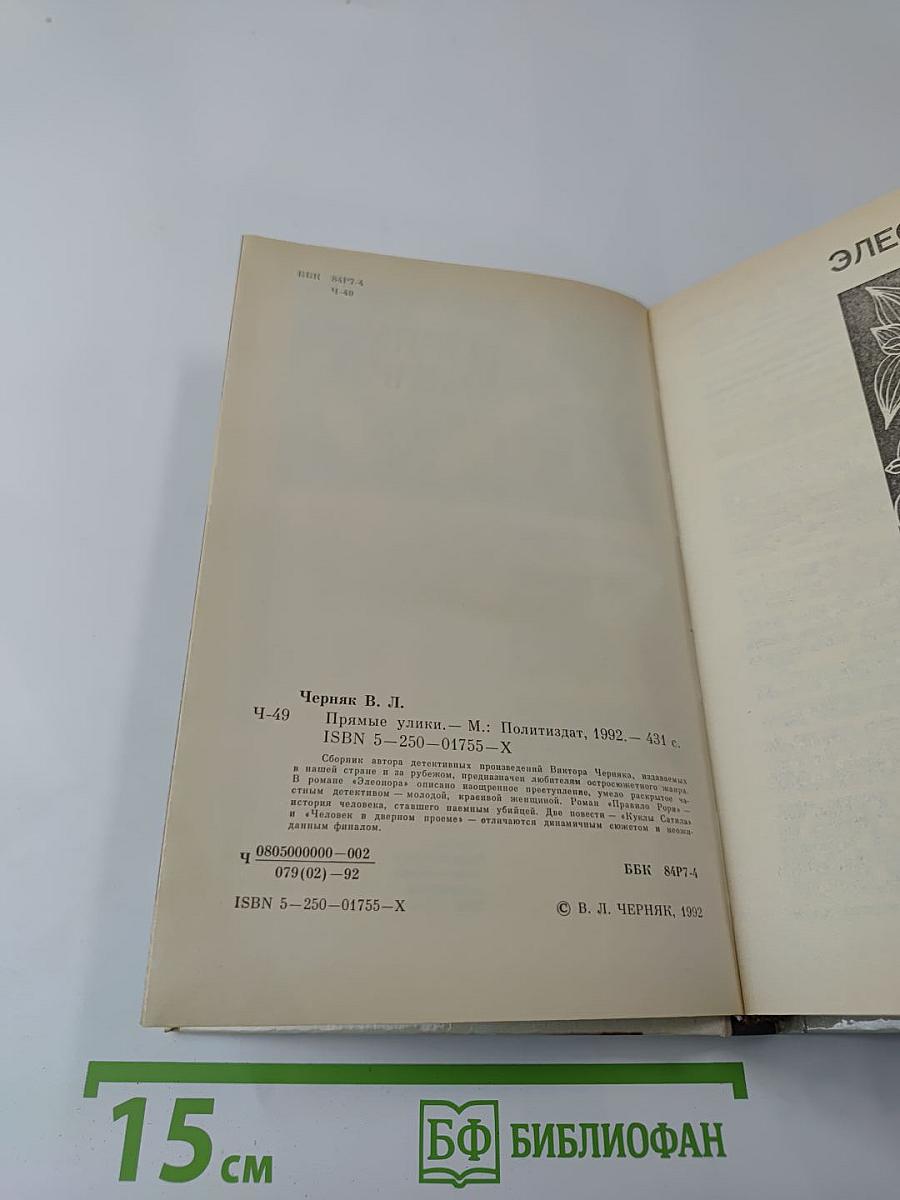 ББК 84Р7-4
Ч-49
Черняк В. Л.
Ч-49 Прямые улики.— М.: Политиздат, 1992.— 431 с.
ISBN 5—250—01755—X
Сборник автора детективных произведений Виктора Черняка, издаваемых
в нашей стране и за рубежом, предназначен любителям остросюжетного жанра.
В романе «Элеонора» описано изощренное преступление, умело раскрытое ча-
стным детективом — молодой, красивой женщиной. Роман «Правило Рори» —
история человека, ставшего наемным убийцей. Две повести — «Куклы Сатила»
и «Человек в дверном проеме» — отличаются динамичным сюжетом и неожи-
данным финалом.
Ч 0805000000—002
079(02)—92
ББК 84Р7-4
ISBN 5—250—01755—X
© В. Л. ЧЕРНЯК, 1992
ЭЛЕО
15 см
БФ БИБЛИОФАН